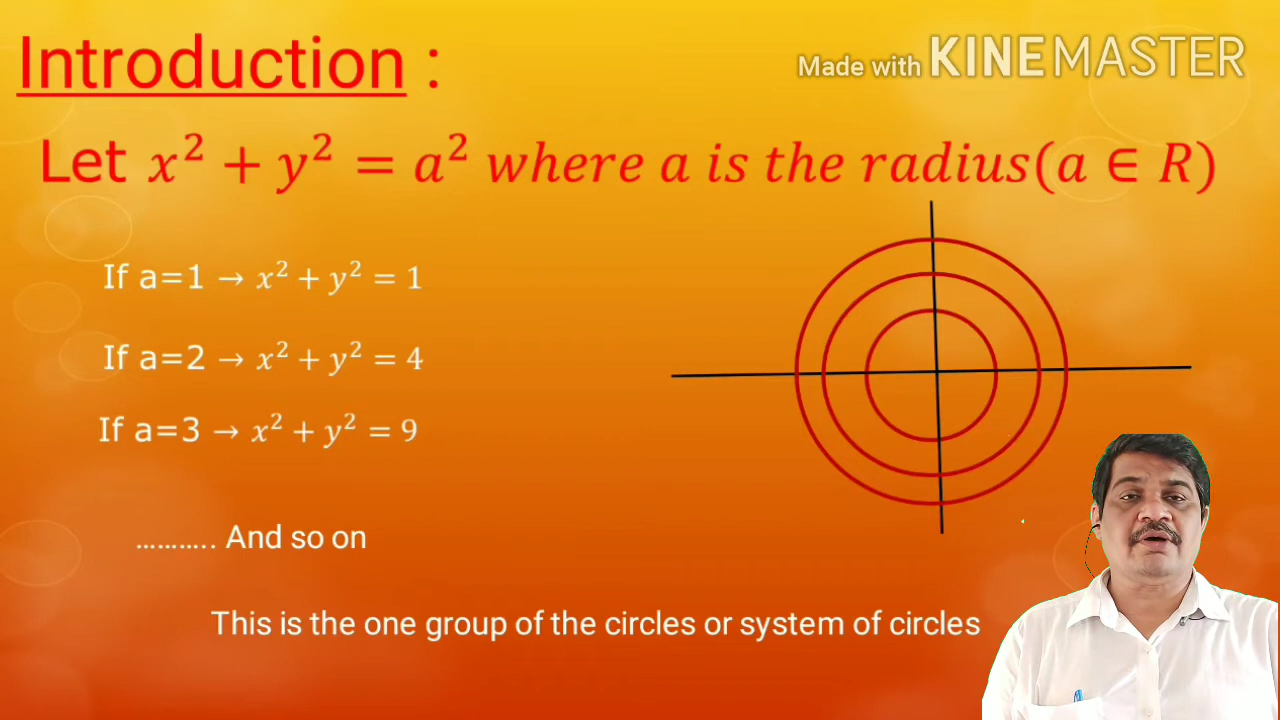 Introduction :
Made with KINEMASTER
Let x² + y² = a² where a is the radius(a ∈ R)
If a=1 → x² + y² = 1
If a=2 → x² + y² = 4
If a=3 → x² + y² = 9
……….. And so on
This is the one group of the circles or system of circles